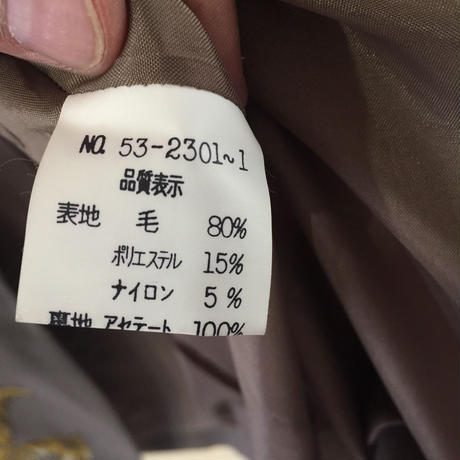 NO. 53-2301~1
品質表示
表地 毛 80%
ポリエステル 15%
ナイロン 5%
裏地 アセテート 100%